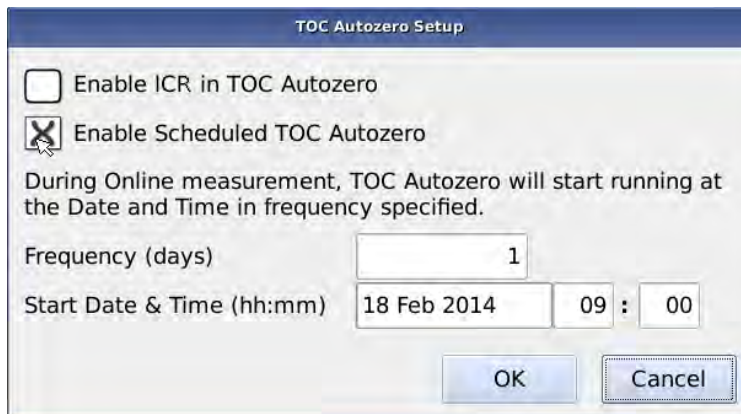 TOC Autozero Setup
Enable ICR in TOC Autozero
Enable Scheduled TOC Autozero
During Online measurement, TOC Autozero will start running at
the Date and Time in frequency specified.
Frequency (days) 1
Start Date & Time (hh:mm) 18 Feb 2014 09 : 00
OK Cancel